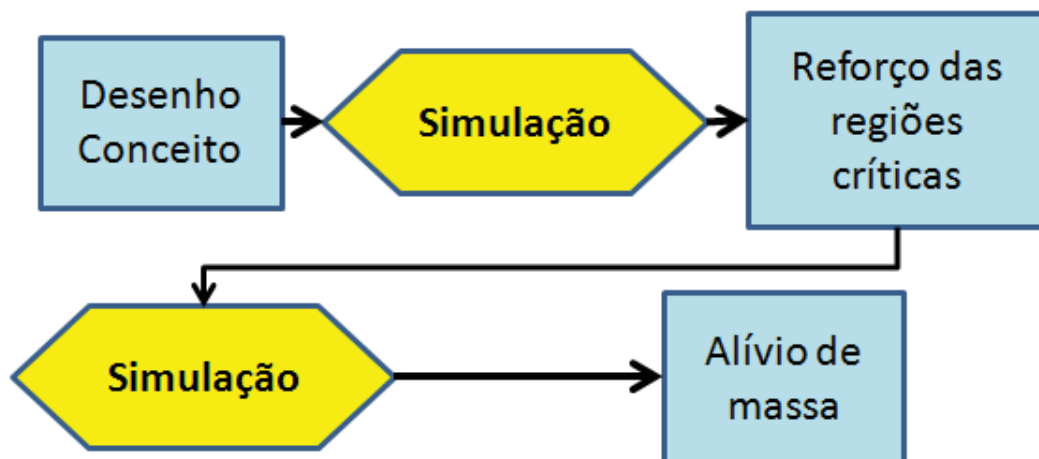 Desenho
Conceito
Simulação
Reforço das
regiões
críticas
Simulação
Alívio de
massa